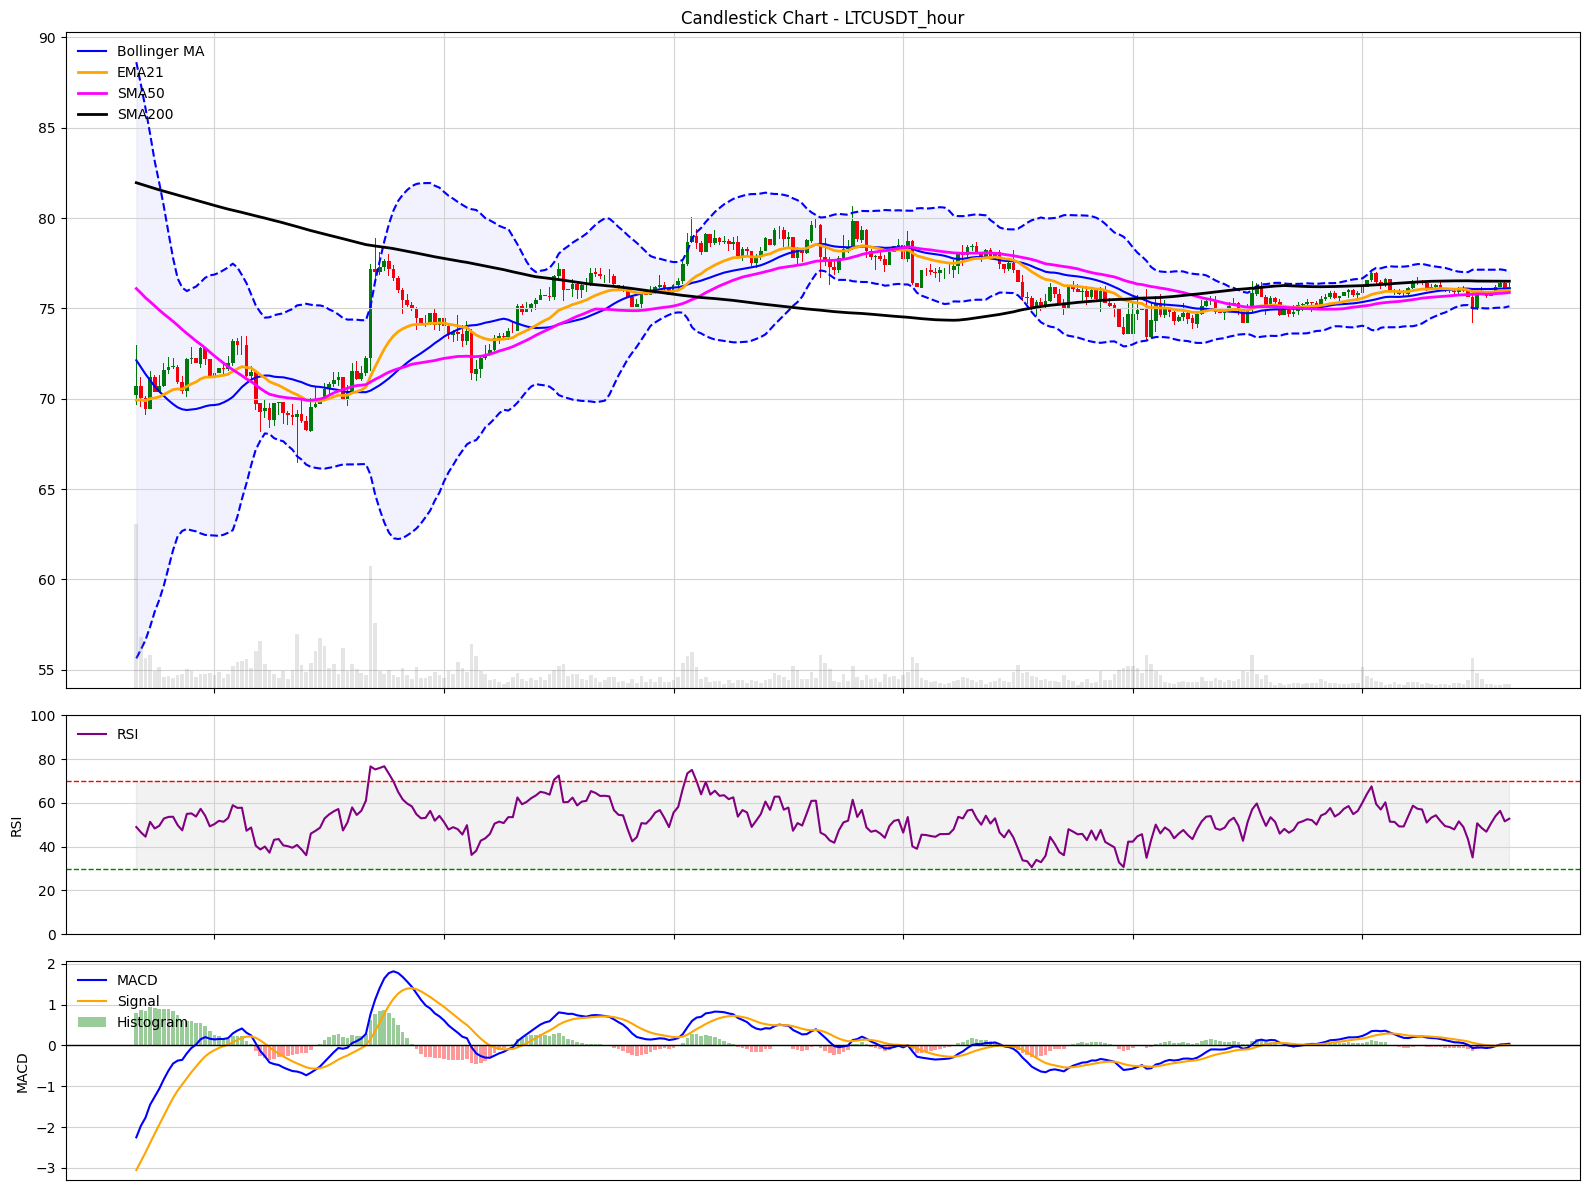 Candlestick Chart - LTCUSDT_hour
90
85
80
75
70
65
60
55
Bollinger MA
EMA21
SMA50
SMA200
100
80
60
40
20
0
RSI
RSI
2
1
0
−1
−2
−3
MACD
MACD
Signal
Histogram